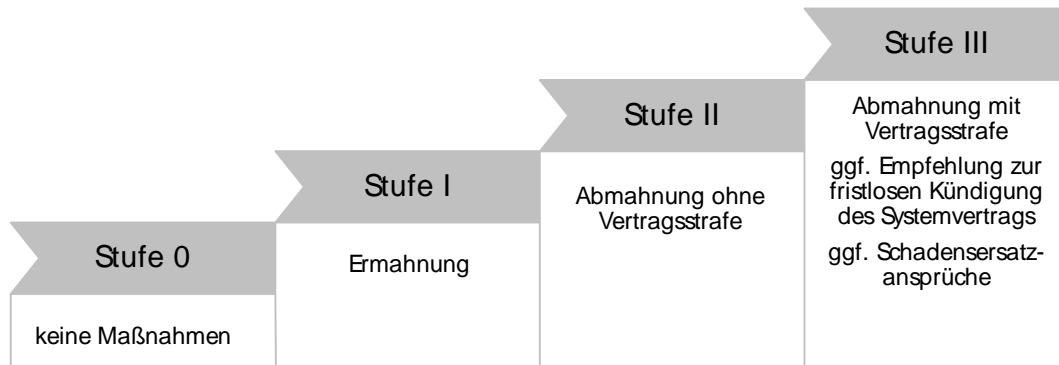 Stufe 0
keine Maßnahmen
Stufe I
Ermahnung
Stufe II
Abmahnung ohne
Vertragsstrafe
Stufe III
Abmahnung mit
Vertragsstrafe
ggf. Empfehlung zur
fristlosen Kündigung
des Systemvertrags
ggf. Schadensersatz-
ansprüche